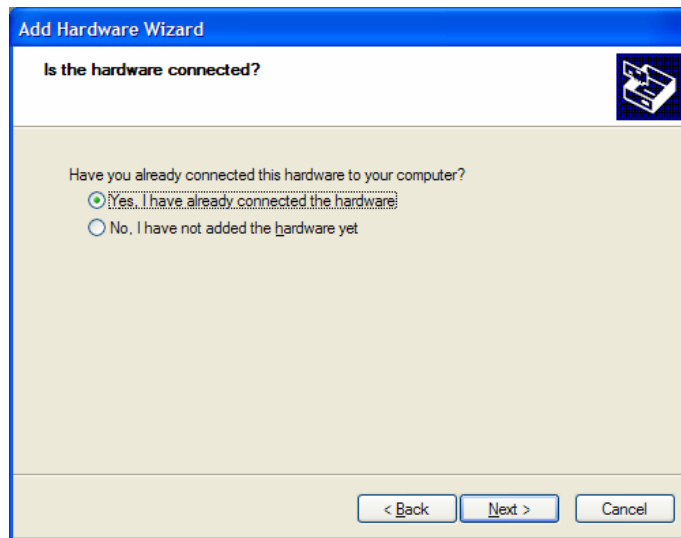 Add Hardware Wizard
Is the hardware connected?
Have you already connected this hardware to your computer?
Yes, I have already connected the hardware
No, I have not added the hardware yet
< Back Next > Cancel